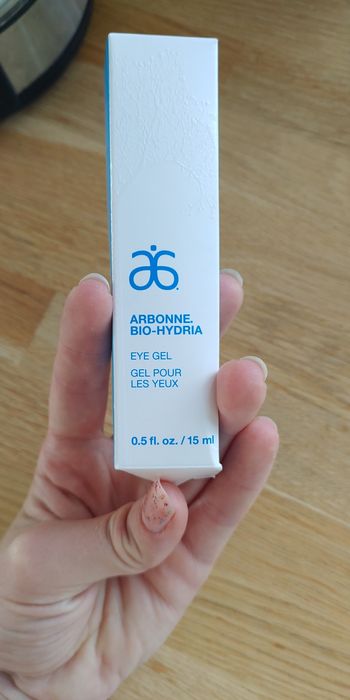 ARBONNE.
BIO-HYDRIA
EYE GEL
GEL POUR
LES YEUX
0.5 fl. oz. / 15 ml